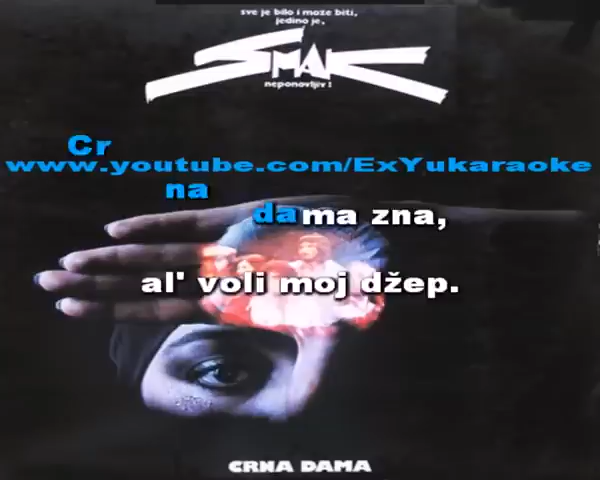 sve je bilo i može biti,
jedino je,
SMAK
neponovljiv!
Cr
www.youtube.com/ExYukaraoke
na
dama zna,
al' voli moj džep.
CRNA DAMA